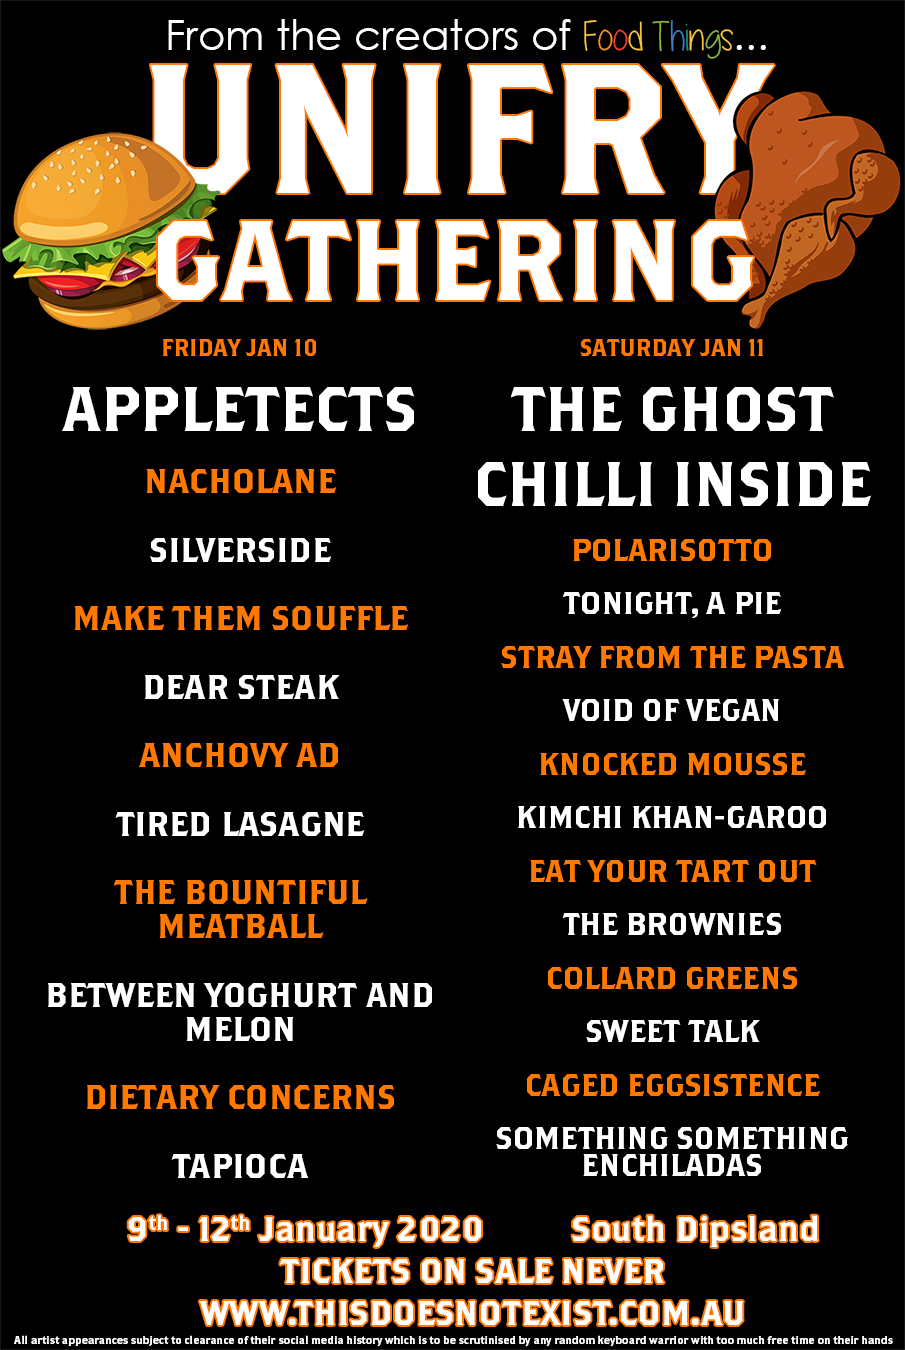 From the creators of Food Things...
UNIFRY
GATHERING
FRIDAY JAN 10
APPLETECTS
NACHOLANE
SILVERSIDE
MAKE THEM SOUFFLE
DEAR STEAK
ANCHOVY AD
TIRED LASAGNE
THE BOUNTIFUL
MEATBALL
BETWEEN YOGHURT AND
MELON
DIETARY CONCERNS
TAPIOCA
SATURDAY JAN 11
THE GHOST
CHILLI INSIDE
POLARISOTTO
TONIGHT, A PIE
STRAY FROM THE PASTA
VOID OF VEGAN
KNOCKED MOUSSE
KIMCHI KHAN-GAROO
EAT YOUR TART OUT
THE BROWNIES
COLLARD GREENS
SWEET TALK
CAGED EGGSISTENCE
SOMETHING SOMETHING
ENCHILADAS
9th - 12th January 2020 South Dipsland
TICKETS ON SALE NEVER
WWW.THISDOESNOTEXIST.COM.AU
All artist appearances subject to clearance of their social media history which is to be scrutinised by any random keyboard warrior with too much free time on their hands